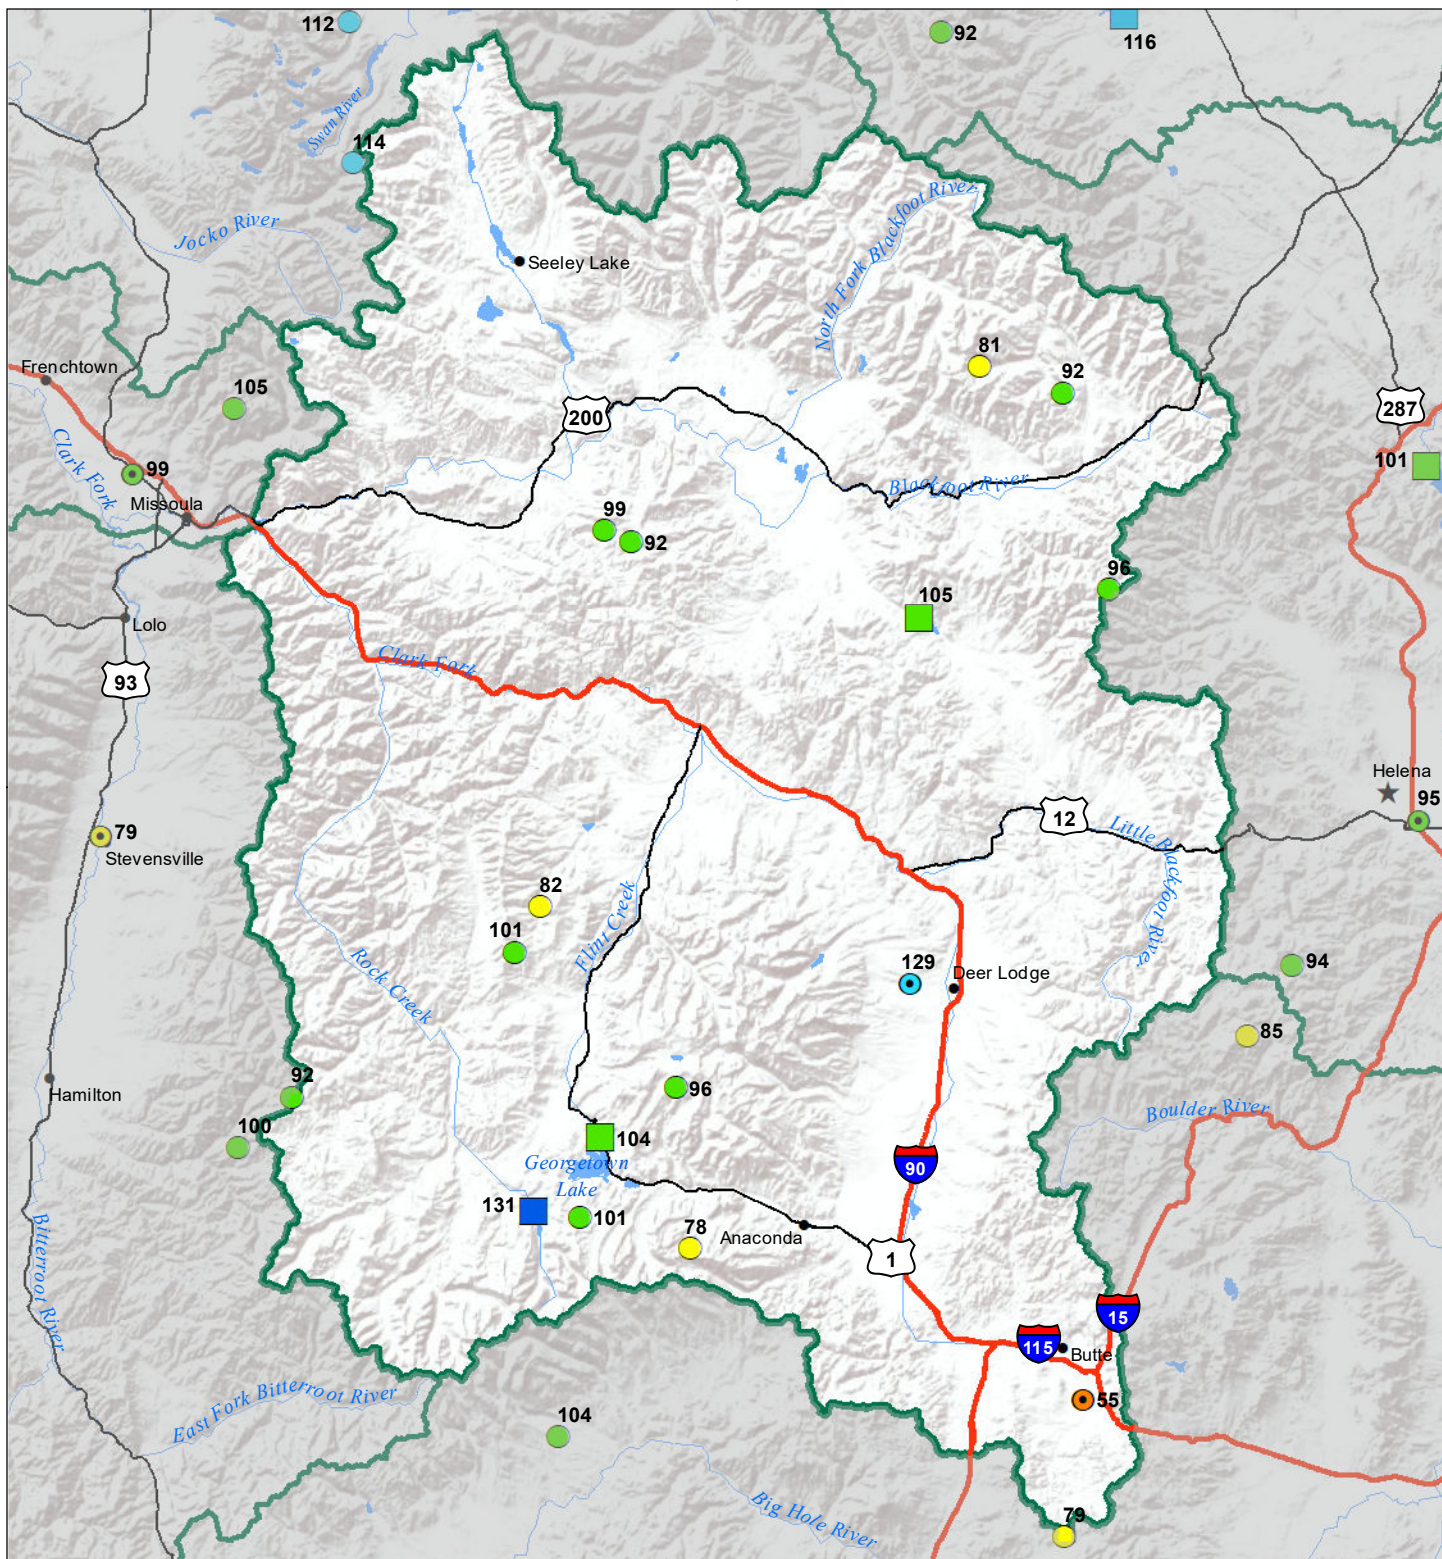 112
92
116
Swan River
114
Jocko River
North Fork Blackfoot River
Seeley Lake
81
92
Frenchtown
105
200
287
Clark Fork
99
101
Blackfoot River
Missoula
99
92
96
105
Lolo
Clark Fork
93
Helena
95
12
Little Blackfoot River
79
Stevensville
82
Flint Creek
101
Rock Creek
129
Deer Lodge
94
85
92
Hamilton
96
Boulder River
100
104
Georgetown
Lake
90
131
101
78
Anaconda
1
Bitterroot River
15
115
Butte
55
East Fork Bitterroot River
104
Big Hole River
79